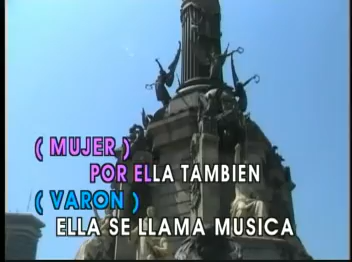 ( MUJER )
POR ELLA TAMBIEN
( VARON )
ELLA SE LLAMA MUSICA